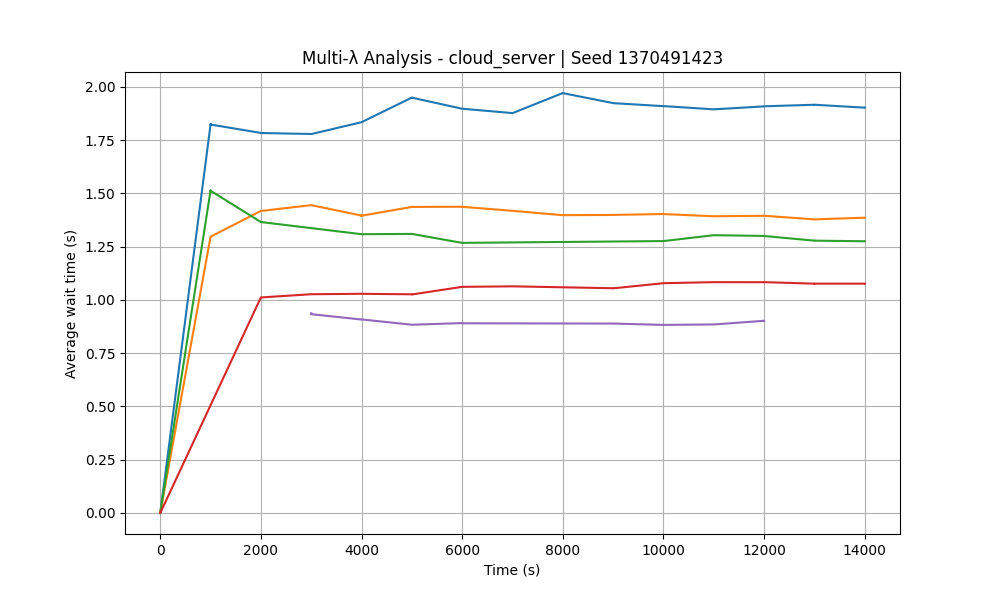 Multi-λ Analysis - cloud_server | Seed 1370491423
Average wait time (s)
2.00
1.75
1.50
1.25
1.00
0.75
0.50
0.25
0.00
0 2000 4000 6000 8000 10000 12000 14000
Time (s)